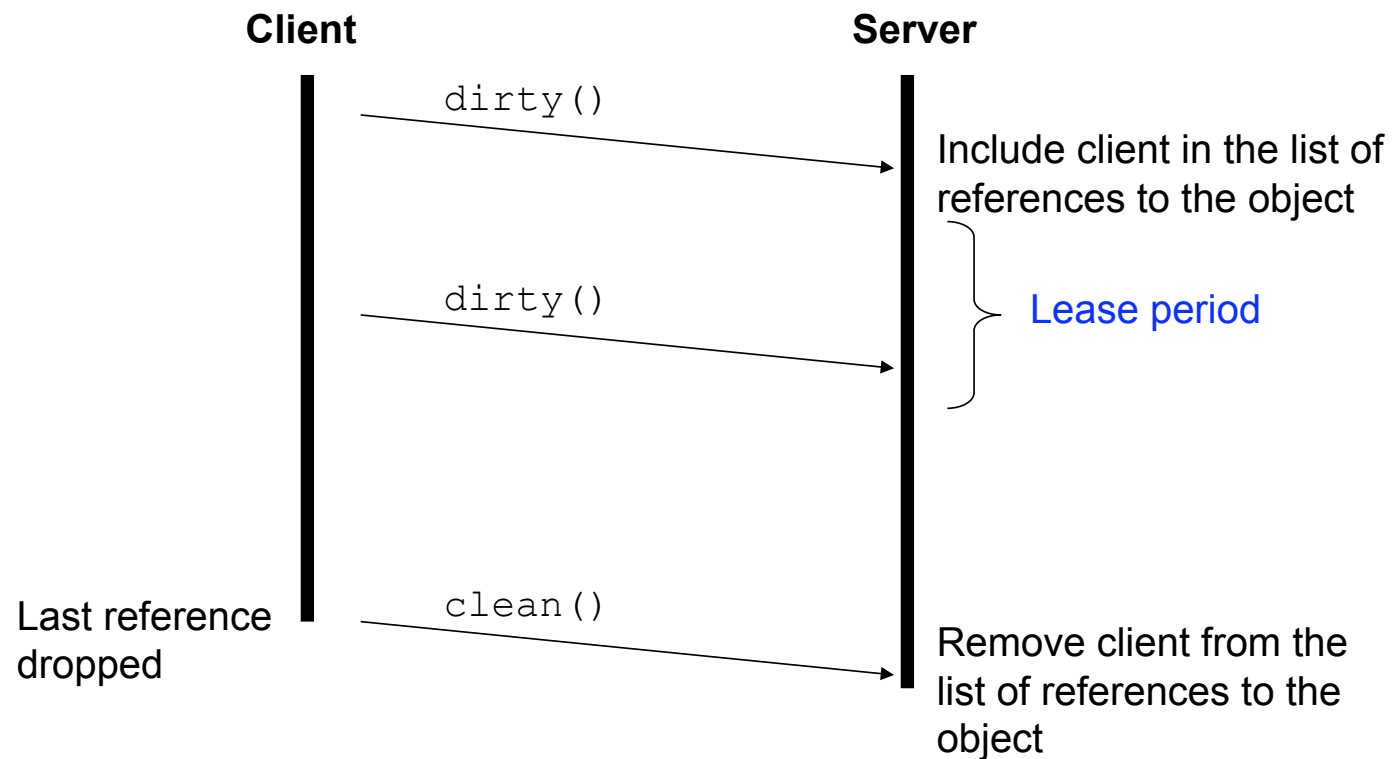 Client
Server
dirty()
Include client in the list of
references to the object
dirty()
Lease period
clean()
Last reference
dropped
Remove client from the
list of references to the
object